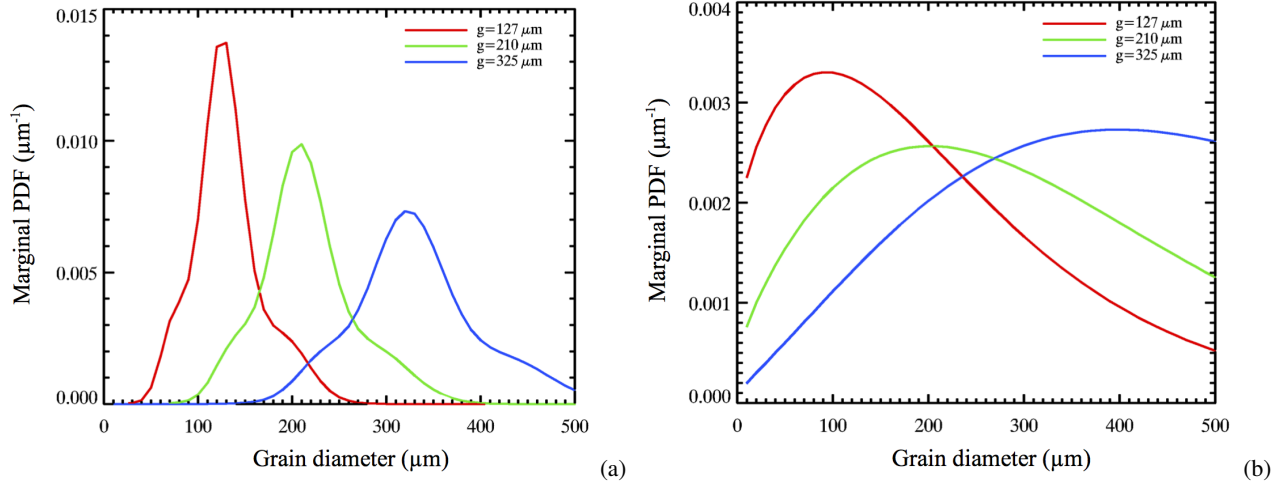 0.015
0.010
0.005
0.000
Marginal PDF (µm⁻¹)
g=127 µm
g=210 µm
g=325 µm
0 100 200 300 400 500
Grain diameter (µm)
(a)
0.004
0.003
0.002
0.001
0.000
Marginal PDF (µm⁻¹)
g=127 µm
g=210 µm
g=325 µm
0 100 200 300 400 500
Grain diameter (µm)
(b)